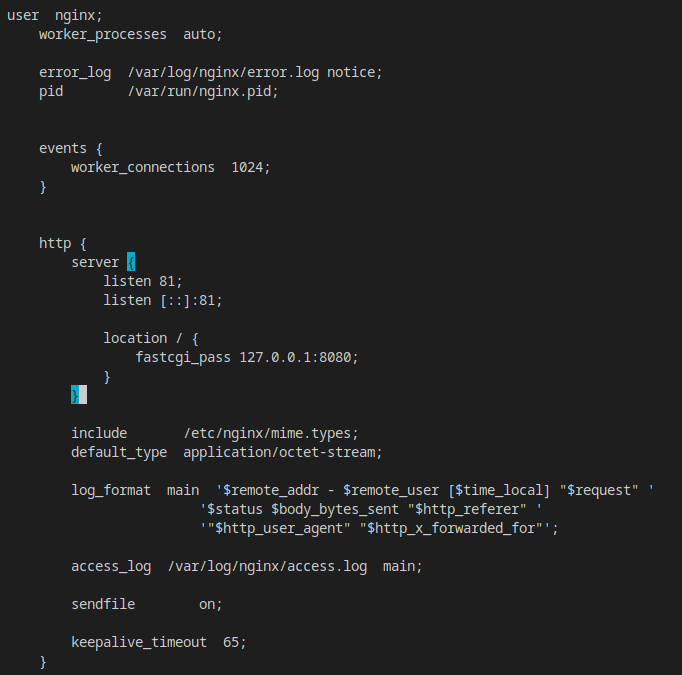 user  nginx;
    worker_processes  auto;

    error_log  /var/log/nginx/error.log notice;
    pid        /var/run/nginx.pid;


    events {
        worker_connections  1024;
    }


    http {
        server {
            listen 81;
            listen [::]:81;

            location / {
                fastcgi_pass 127.0.0.1:8080;
            }
        }

        include       /etc/nginx/mime.types;
        default_type  application/octet-stream;

        log_format  main  '$remote_addr - $remote_user [$time_local] "$request" '
                        '$status $body_bytes_sent "$http_referer" '
                        '"$http_user_agent" "$http_x_forwarded_for"';

        access_log  /var/log/nginx/access.log  main;

        sendfile        on;

        keepalive_timeout  65;
    }